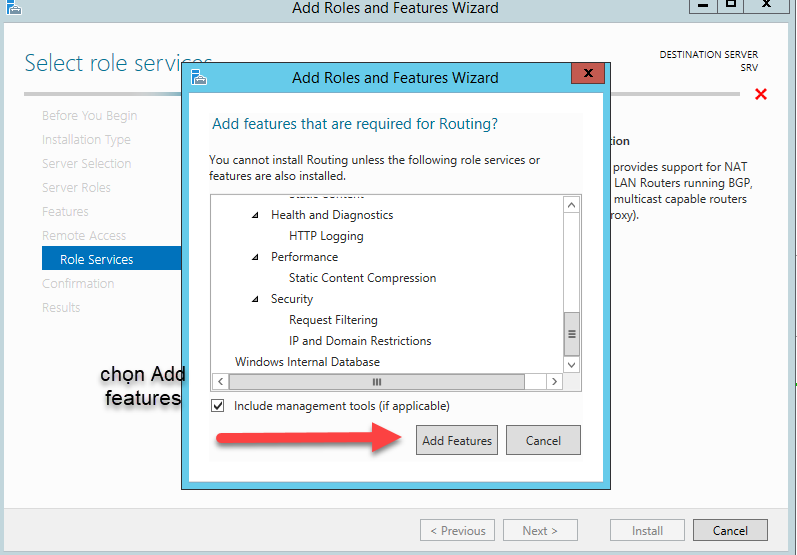 Add Roles and Features Wizard
Select role services
DESTINATION SERVER
SRV
Before You Begin
Installation Type
Server Selection
Server Roles
Features
Remote Access
Role Services
Confirmation
Results
Add Roles and Features Wizard
Add features that are required for Routing?
You cannot install Routing unless the following role services or
features are also installed.
Health and Diagnostics
HTTP Logging
Performance
Static Content Compression
Security
Request Filtering
IP and Domain Restrictions
Windows Internal Database
Include management tools (if applicable)
Add Features
Cancel
tion
provides support for NAT
LAN Routers running BGP,
multicast capable routers
roxy).
chọn Add
features
< Previous
Next >
Install
Cancel